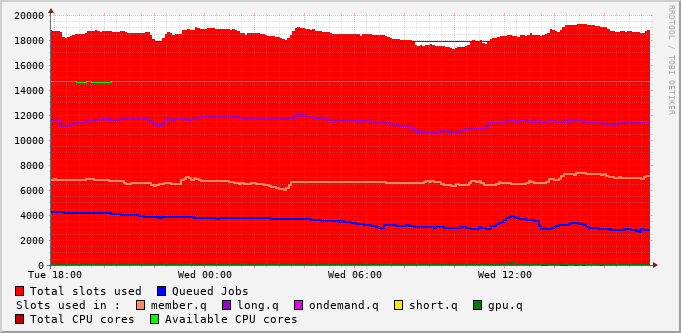 20000
18000
16000
14000
12000
10000
8000
6000
4000
2000
0
Tue 18:00 Wed 00:00 Wed 06:00 Wed 12:00
RRDTOOL / TOBI OETIKER
Total slots used Queued Jobs
Slots used in : member.q long.q ondemand.q short.q gpu.q
Total CPU cores Available CPU cores